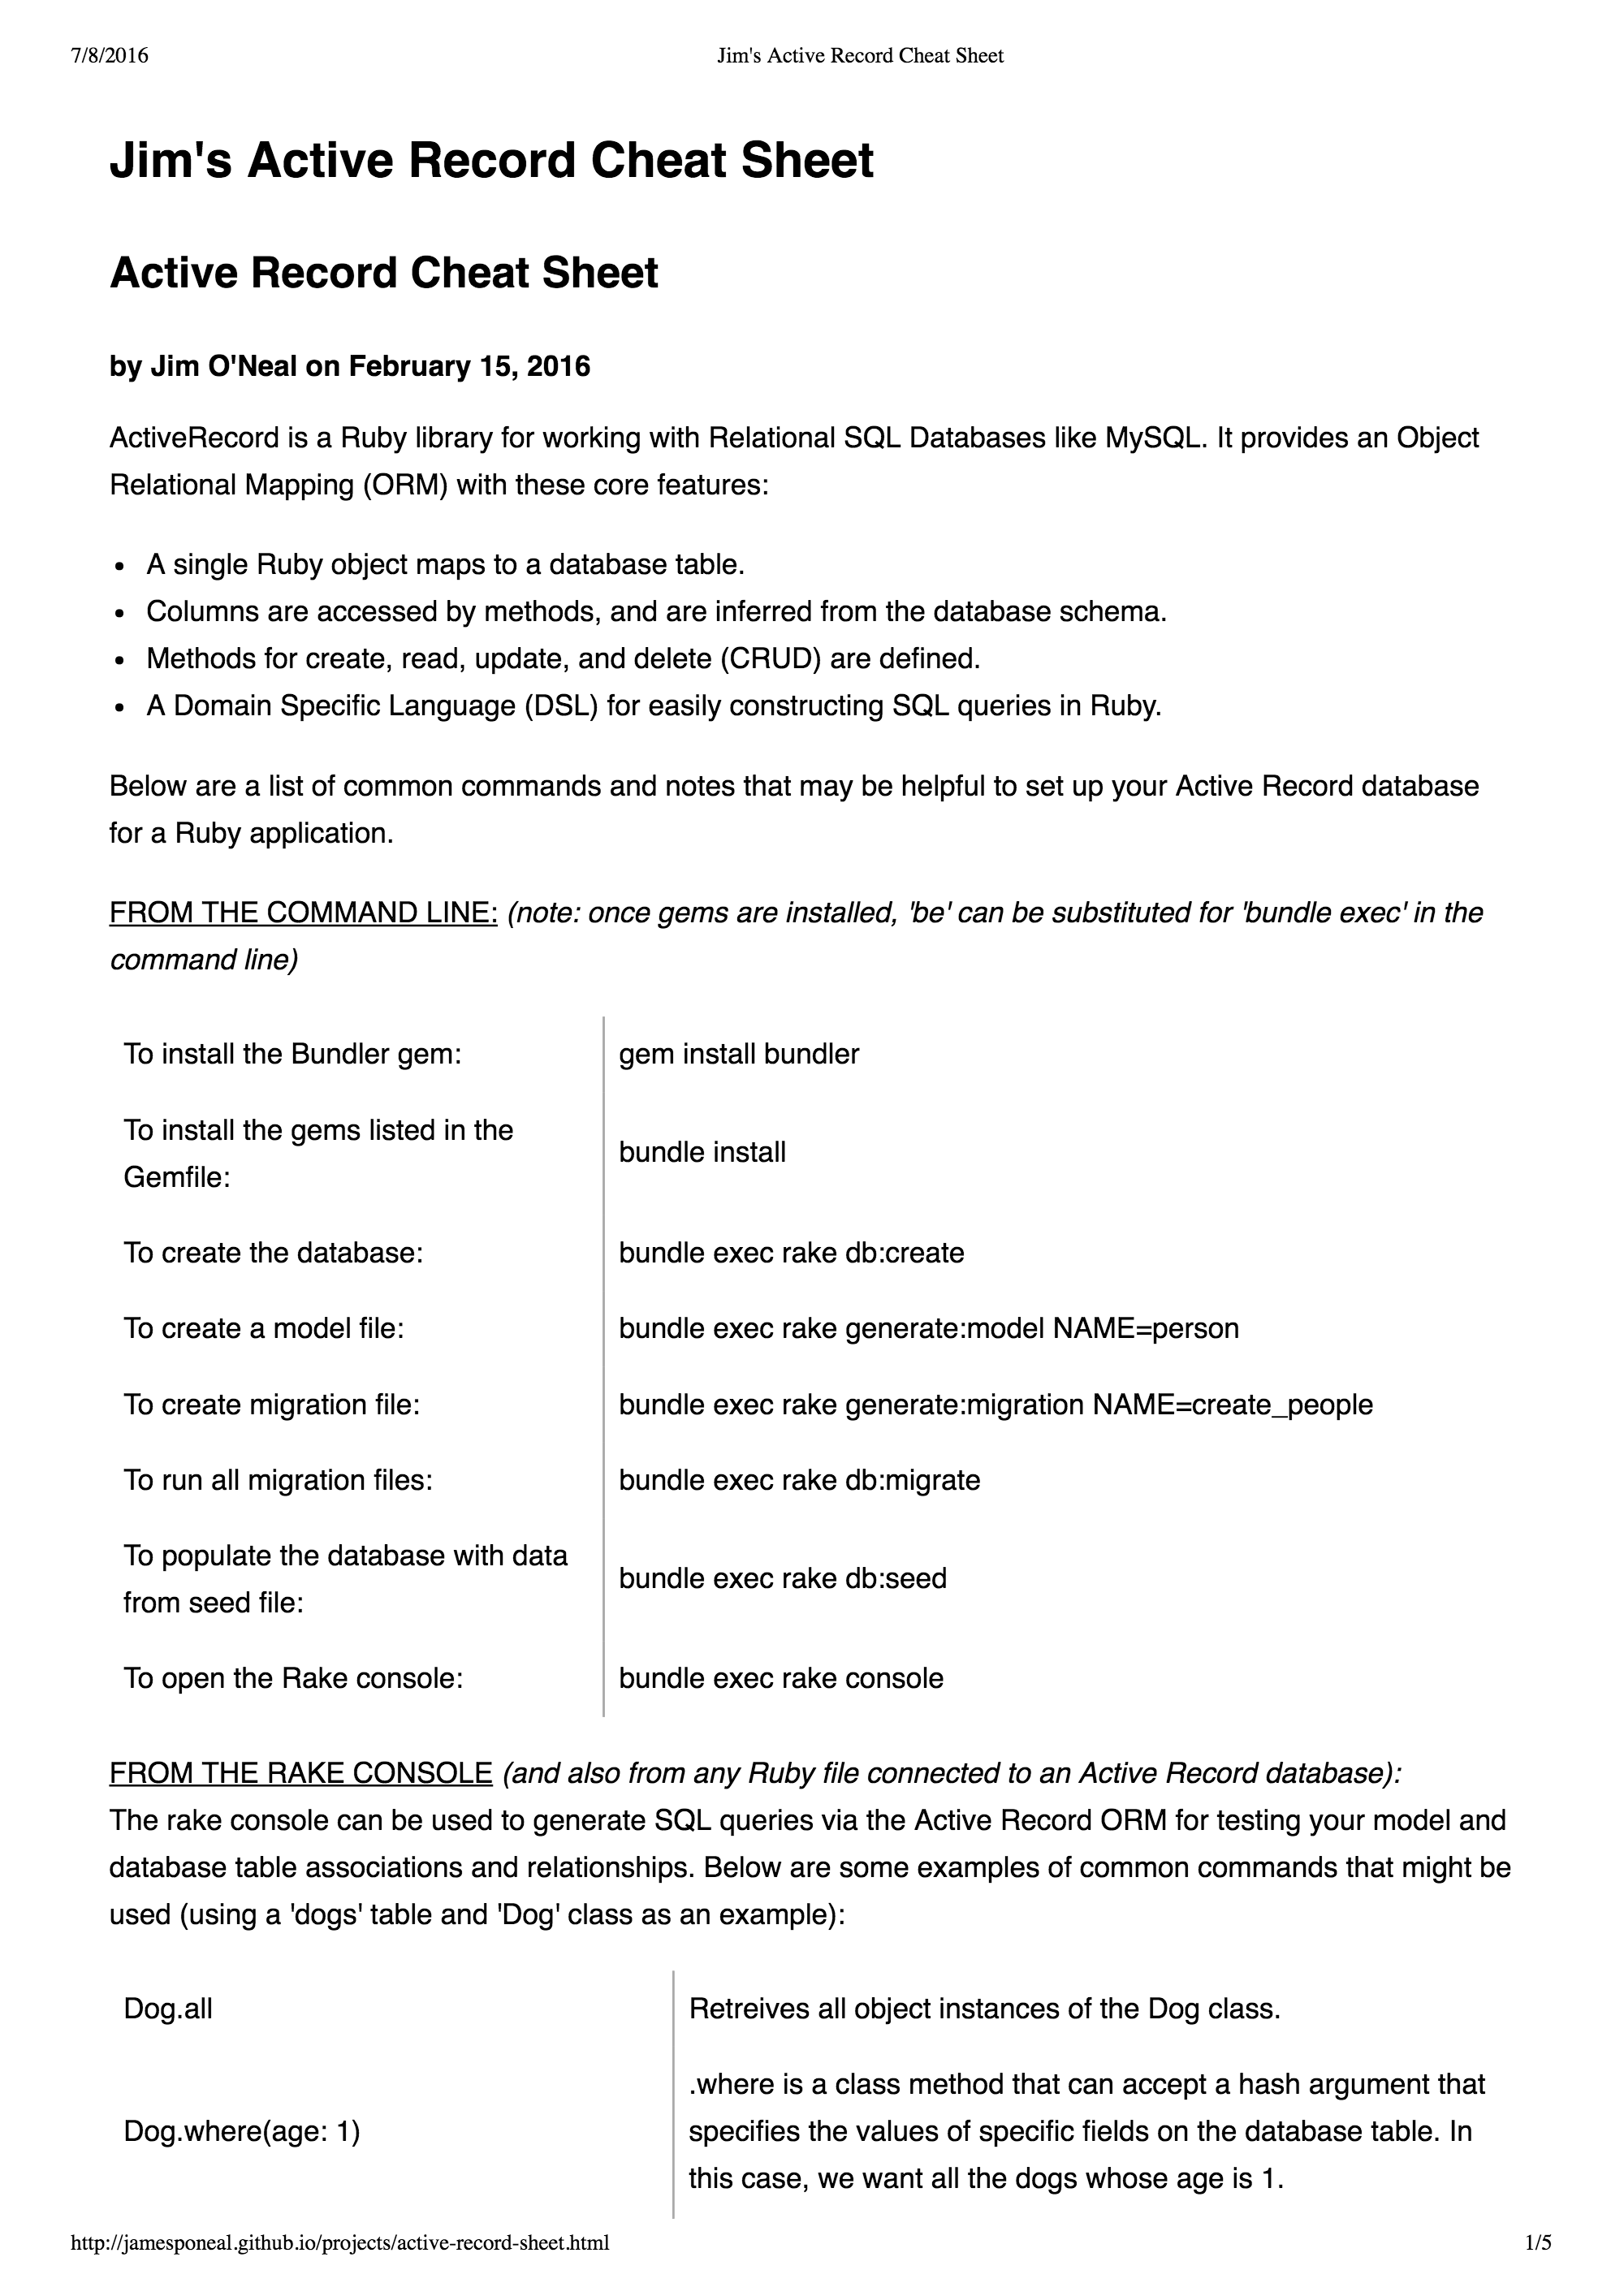 7/8/2016 Jim's Active Record Cheat Sheet
Jim's Active Record Cheat Sheet
Active Record Cheat Sheet
by Jim O'Neal on February 15, 2016
ActiveRecord is a Ruby library for working with Relational SQL Databases like MySQL. It provides an Object
Relational Mapping (ORM) with these core features:
• A single Ruby object maps to a database table.
• Columns are accessed by methods, and are inferred from the database schema.
• Methods for create, read, update, and delete (CRUD) are defined.
• A Domain Specific Language (DSL) for easily constructing SQL queries in Ruby.
Below are a list of common commands and notes that may be helpful to set up your Active Record database
for a Ruby application.
FROM THE COMMAND LINE: (note: once gems are installed, 'be' can be substituted for 'bundle exec' in the
command line)
To install the Bundler gem: gem install bundler
To install the gems listed in the
Gemfile:
bundle install
To create the database: bundle exec rake db:create
To create a model file: bundle exec rake generate:model NAME=person
To create migration file: bundle exec rake generate:migration NAME=create_people
To run all migration files: bundle exec rake db:migrate
To populate the database with data
from seed file:
bundle exec rake db:seed
To open the Rake console: bundle exec rake console
FROM THE RAKE CONSOLE (and also from any Ruby file connected to an Active Record database):
The rake console can be used to generate SQL queries via the Active Record ORM for testing your model and
database table associations and relationships. Below are some examples of common commands that might be
used (using a 'dogs' table and 'Dog' class as an example):
Dog.all Retreives all object instances of the Dog class.
Dog.where(age: 1)
.where is a class method that can accept a hash argument that
specifies the values of specific fields on the database table. In
this case, we want all the dogs whose age is 1.
http://jamesponeal.github.io/projects/active-record-sheet.html 1/5